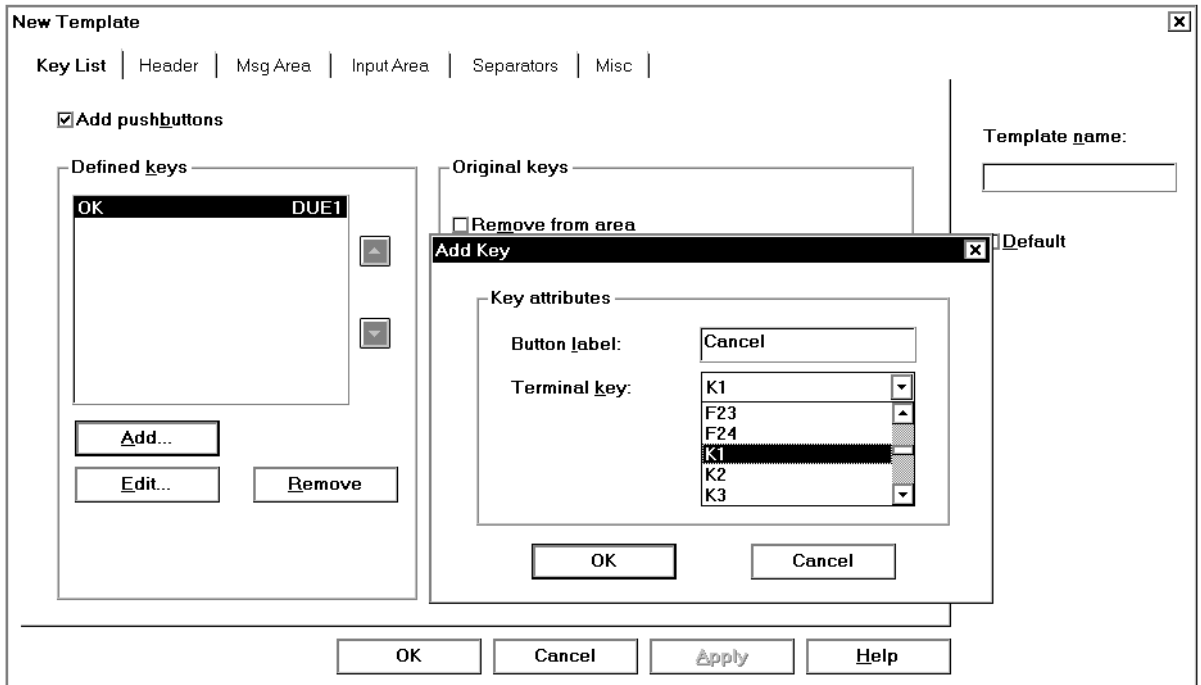 New Template
Key List | Header | Msg Area | Input Area | Separators | Misc |
Add pushbuttons
Template name:
Defined keys
Original keys
OK DUE1
Remove from area
Default
Add Key
Key attributes
Button label:
Cancel
Terminal key:
K1
F23
F24
K1
K2
K3
Add...
Edit...
Remove
OK
Cancel
OK
Cancel
Apply
Help